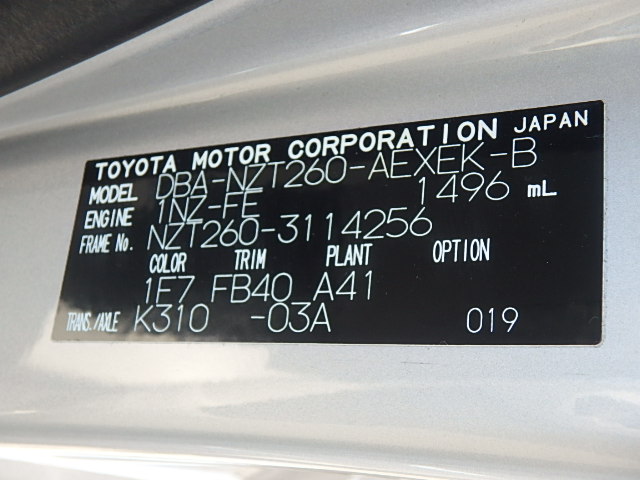 TOYOTA MOTOR CORPORATION JAPAN
MODEL DBA-NZT260-AEXEK-B
ENGINE 1NZ-FE 1496 mL
FRAME No. NZT260-3114256
COLOR TRIM PLANT OPTION
1E7 FB40 A41
TRANS./AXLE K310 -03A 019